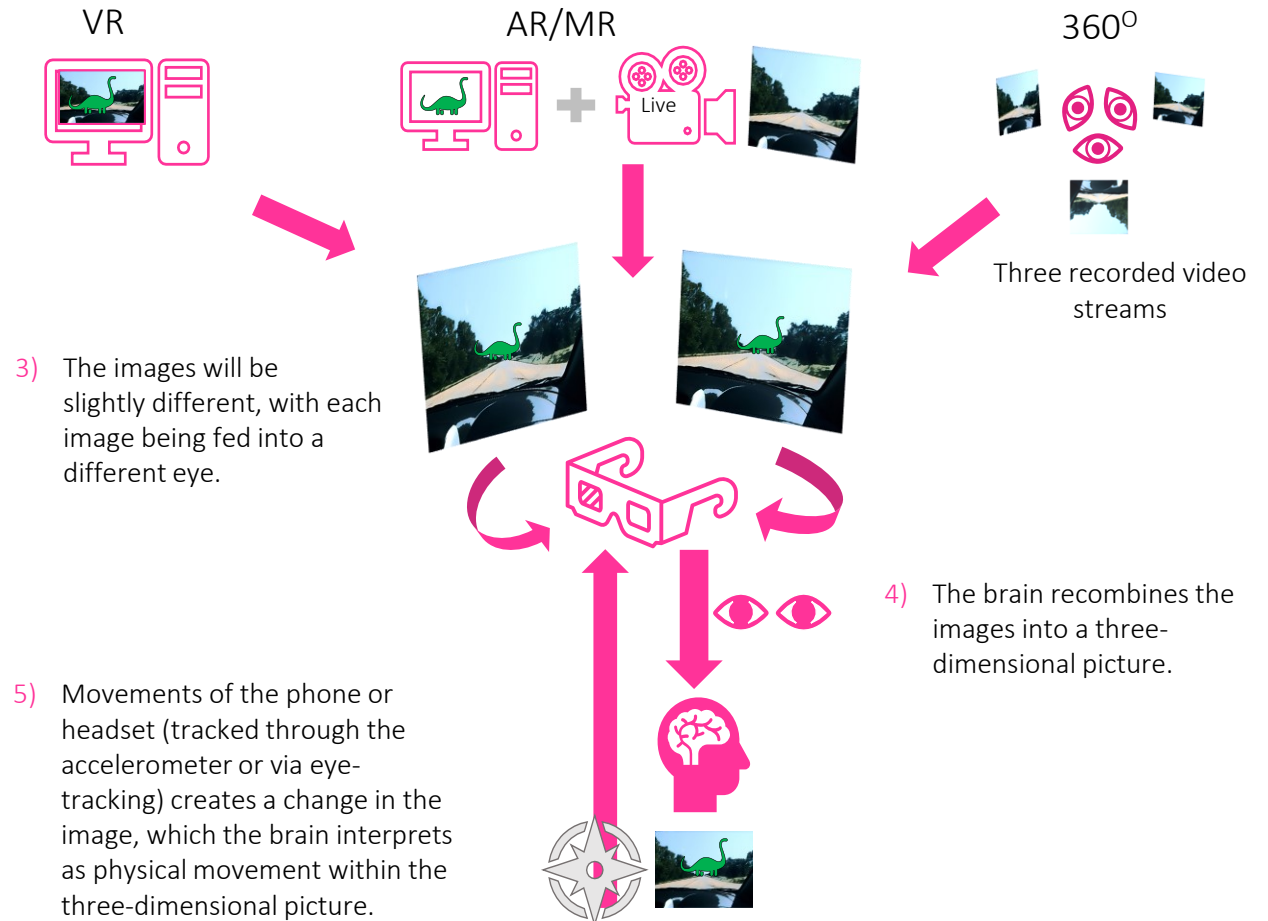 VR
AR/MR
360⁰
Live
Three recorded video
streams
3) The images will be
slightly different, with each
image being fed into a
different eye.
4) The brain recombines the
images into a three-
dimensional picture.
5) Movements of the phone or
headset (tracked through the
accelerometer or via eye-
tracking) creates a change in the
image, which the brain interprets
as physical movement within the
three-dimensional picture.